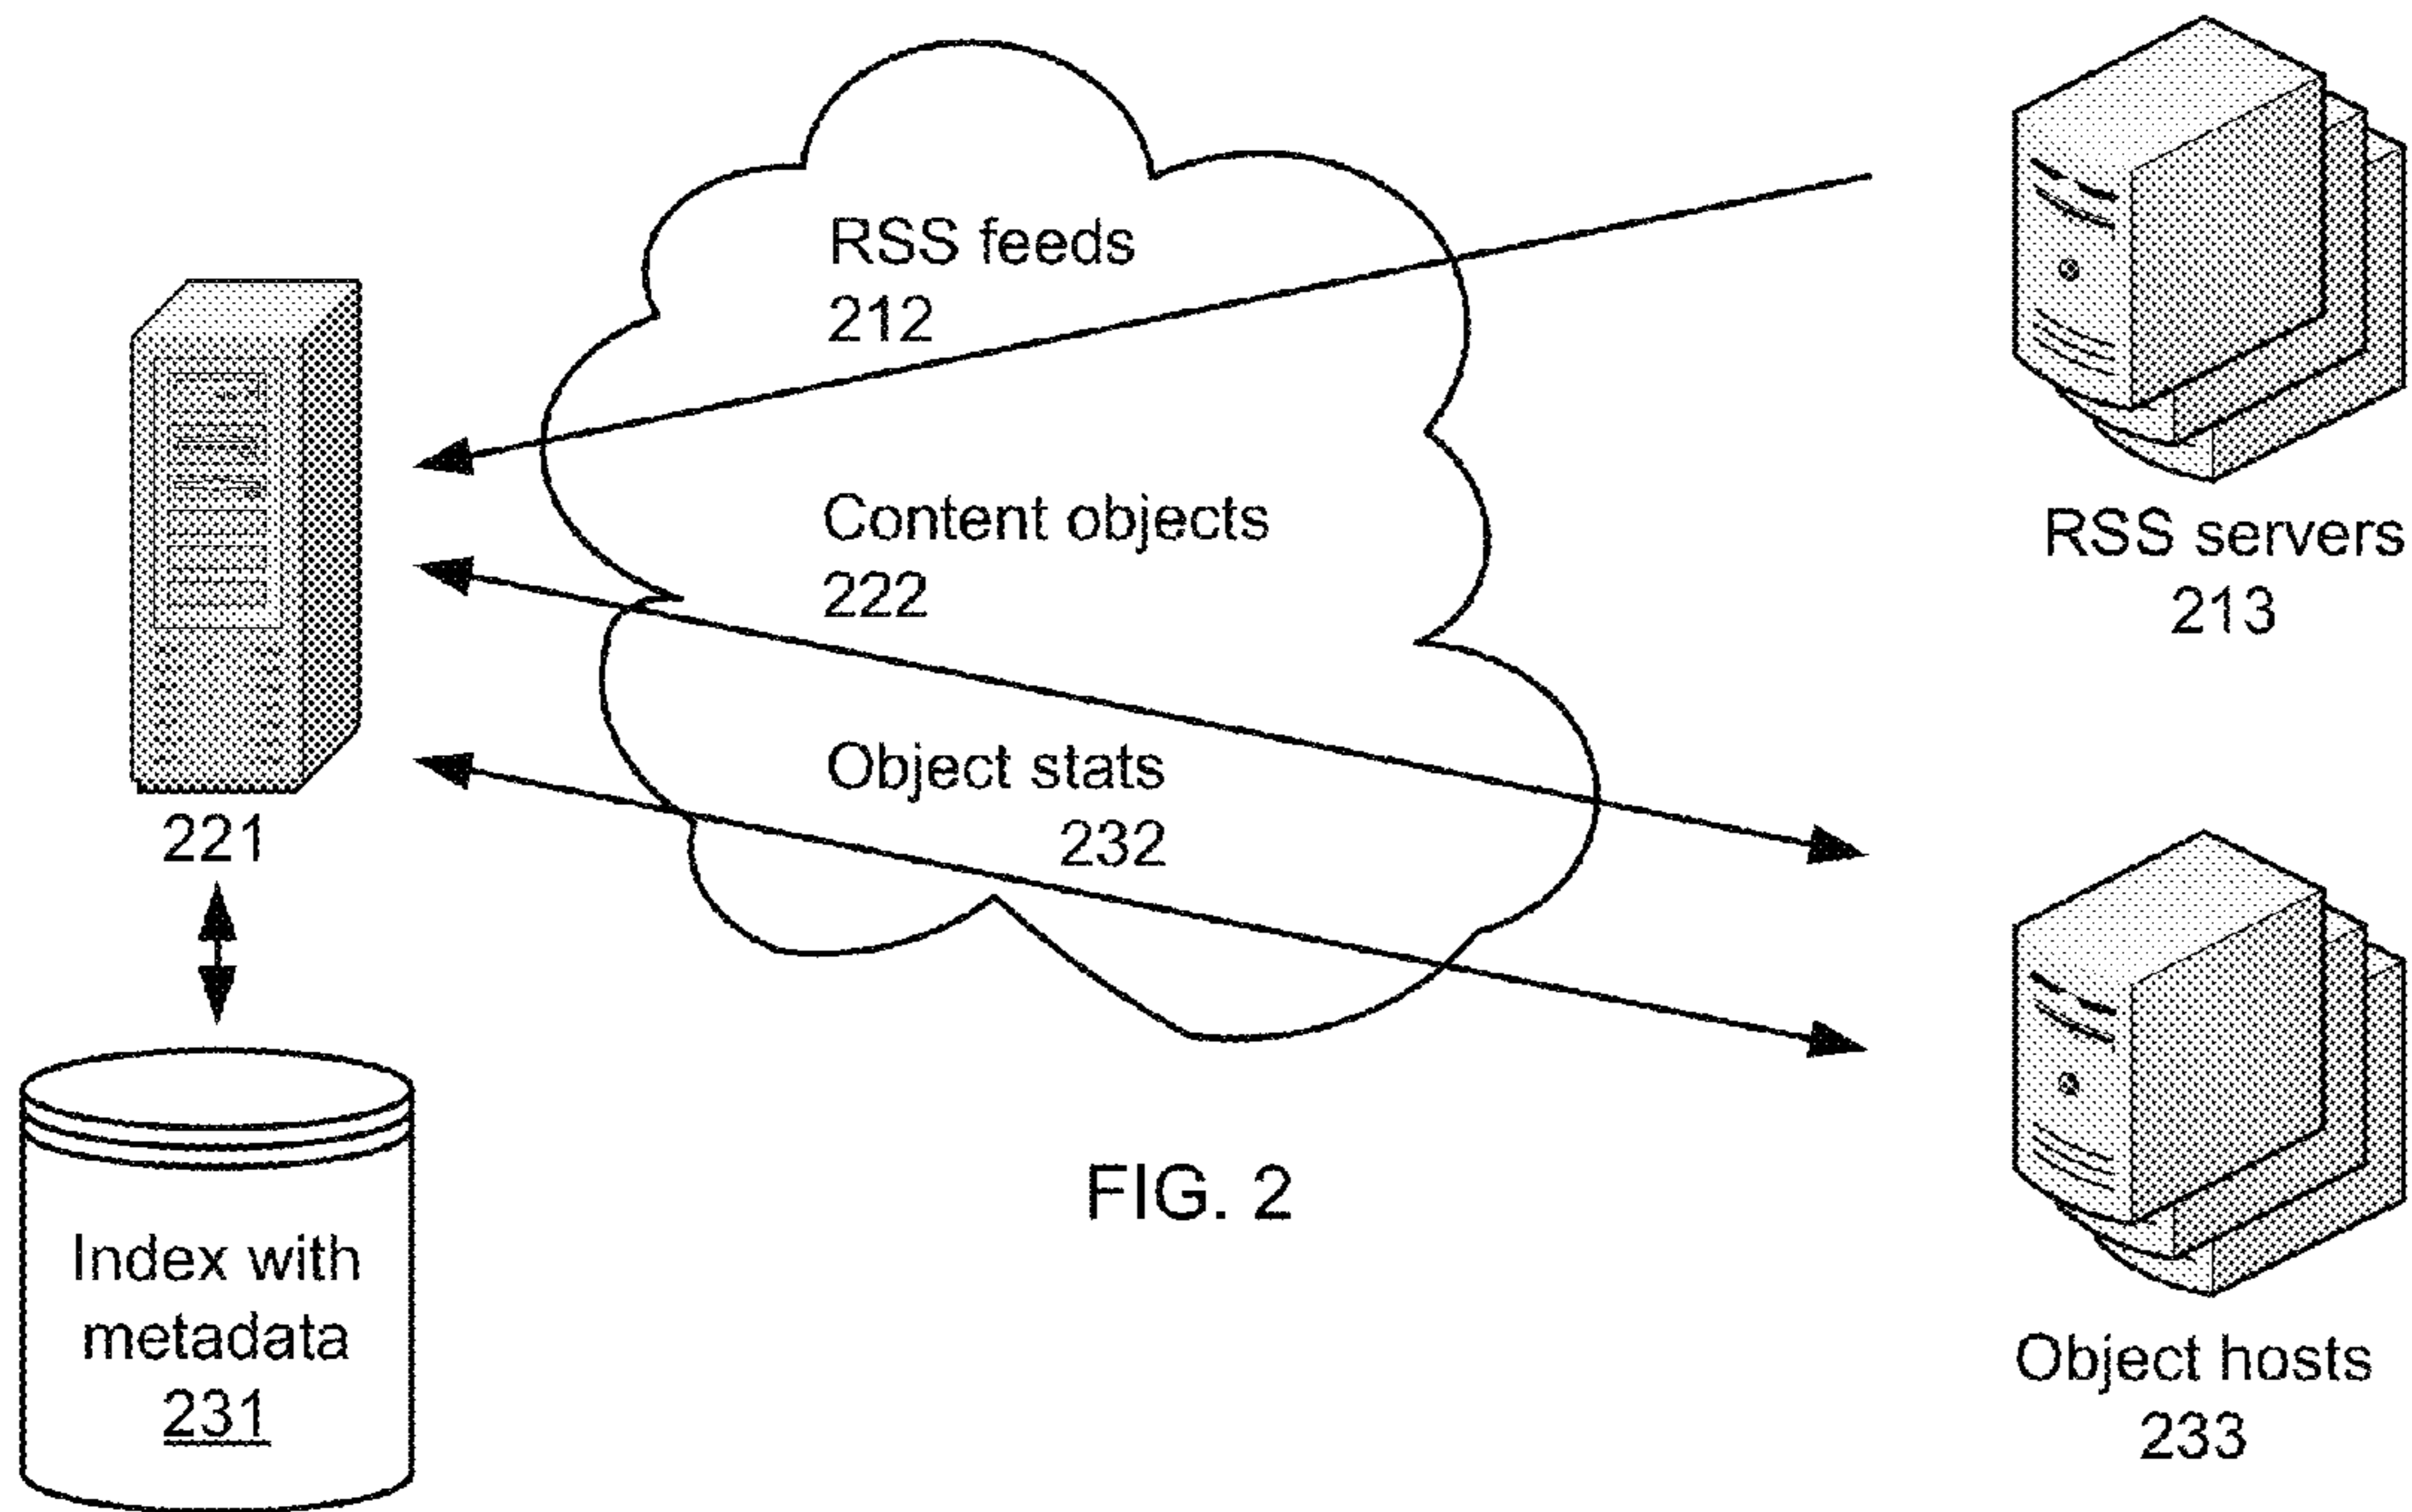 RSS feeds
212
Content objects
222
Object stats
232
221
Index with
metadata
231
RSS servers
213
Object hosts
233
FIG. 2